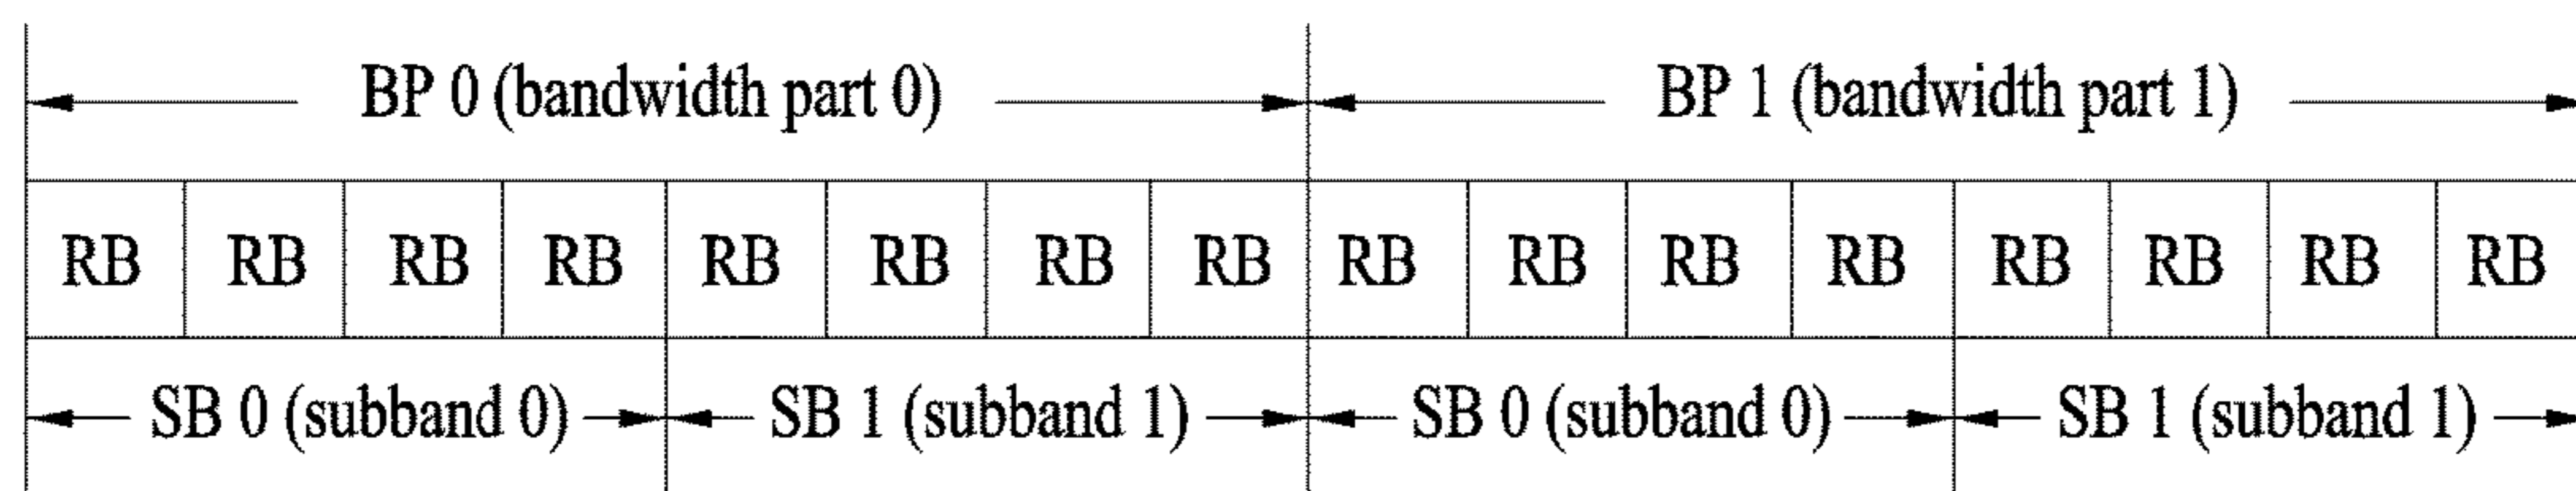 BP 0 (bandwidth part 0) BP 1 (bandwidth part 1)
RB RB RB RB RB RB RB RB RB RB RB RB RB RB RB RB
SB 0 (subband 0) SB 1 (subband 1) SB 0 (subband 0) SB 1 (subband 1)